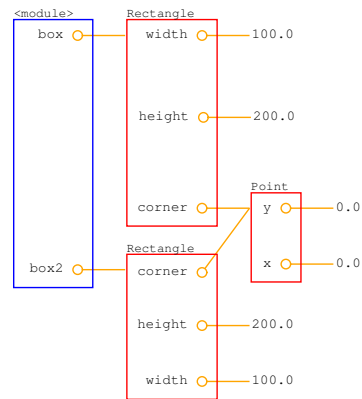 <module>
Rectangle
box
width
100.0
height
200.0
corner
Point
y
0.0
x
0.0
Rectangle
box2
corner
height
200.0
width
100.0